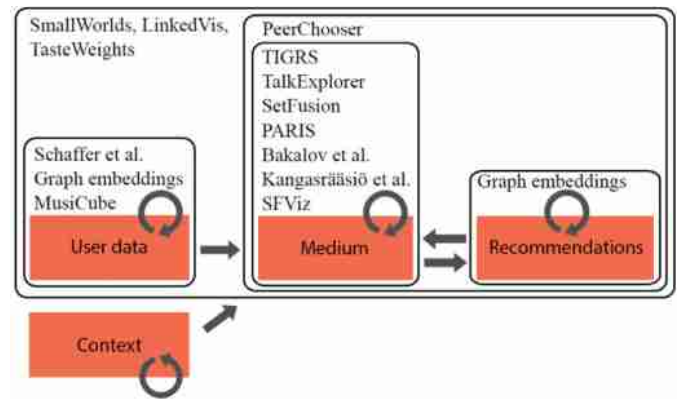 SmallWorlds, LinkedVis,
TasteWeights
PeerChooser
TIGRS
TalkExplorer
SetFusion
PARIS
Bakalov et al.
Kangasrääsiö et al.
SFViz
Schaffer et al.
Graph embeddings
MusiCube
Graph embeddings
User data
Medium
Recommendations
Context